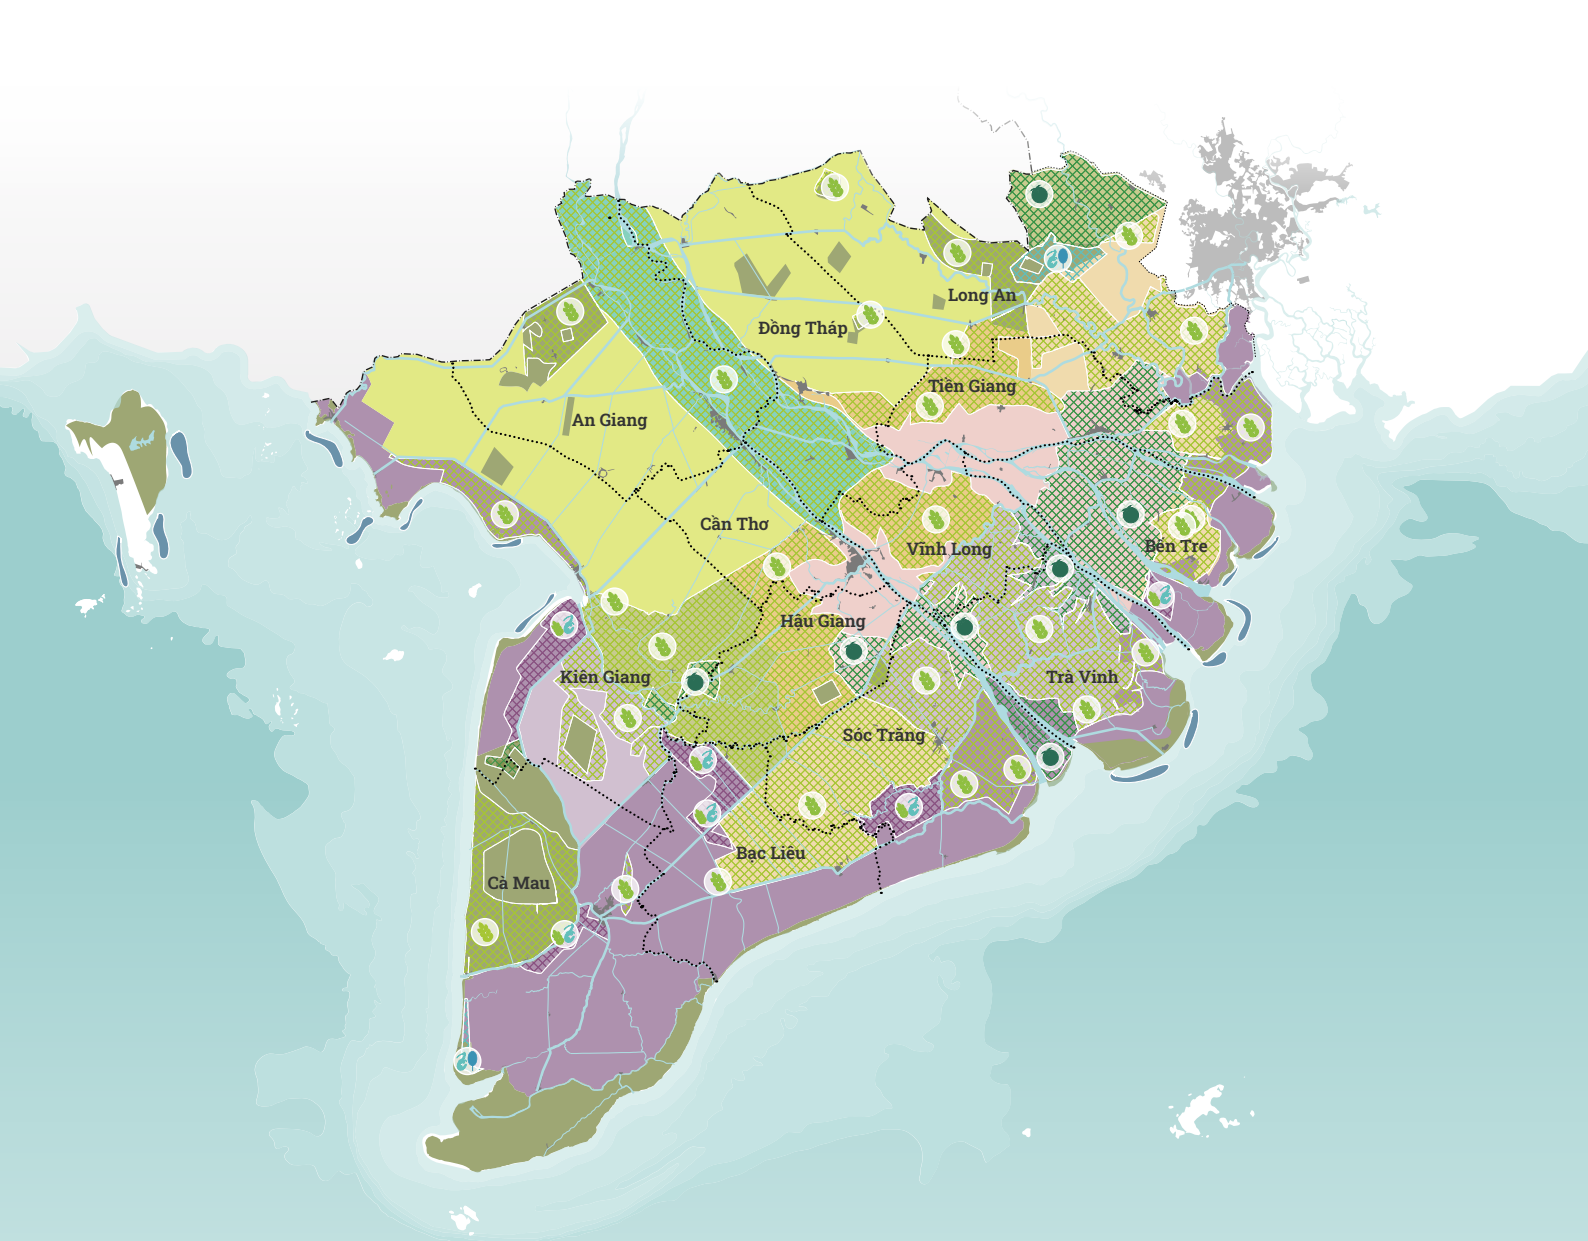 Long An
Đồng Tháp
Tiền Giang
An Giang
Cần Thơ
Vĩnh Long
Bến Tre
Hậu Giang
Kiên Giang
Trà Vinh
Sóc Trăng
Bạc Liêu
Cà Mau